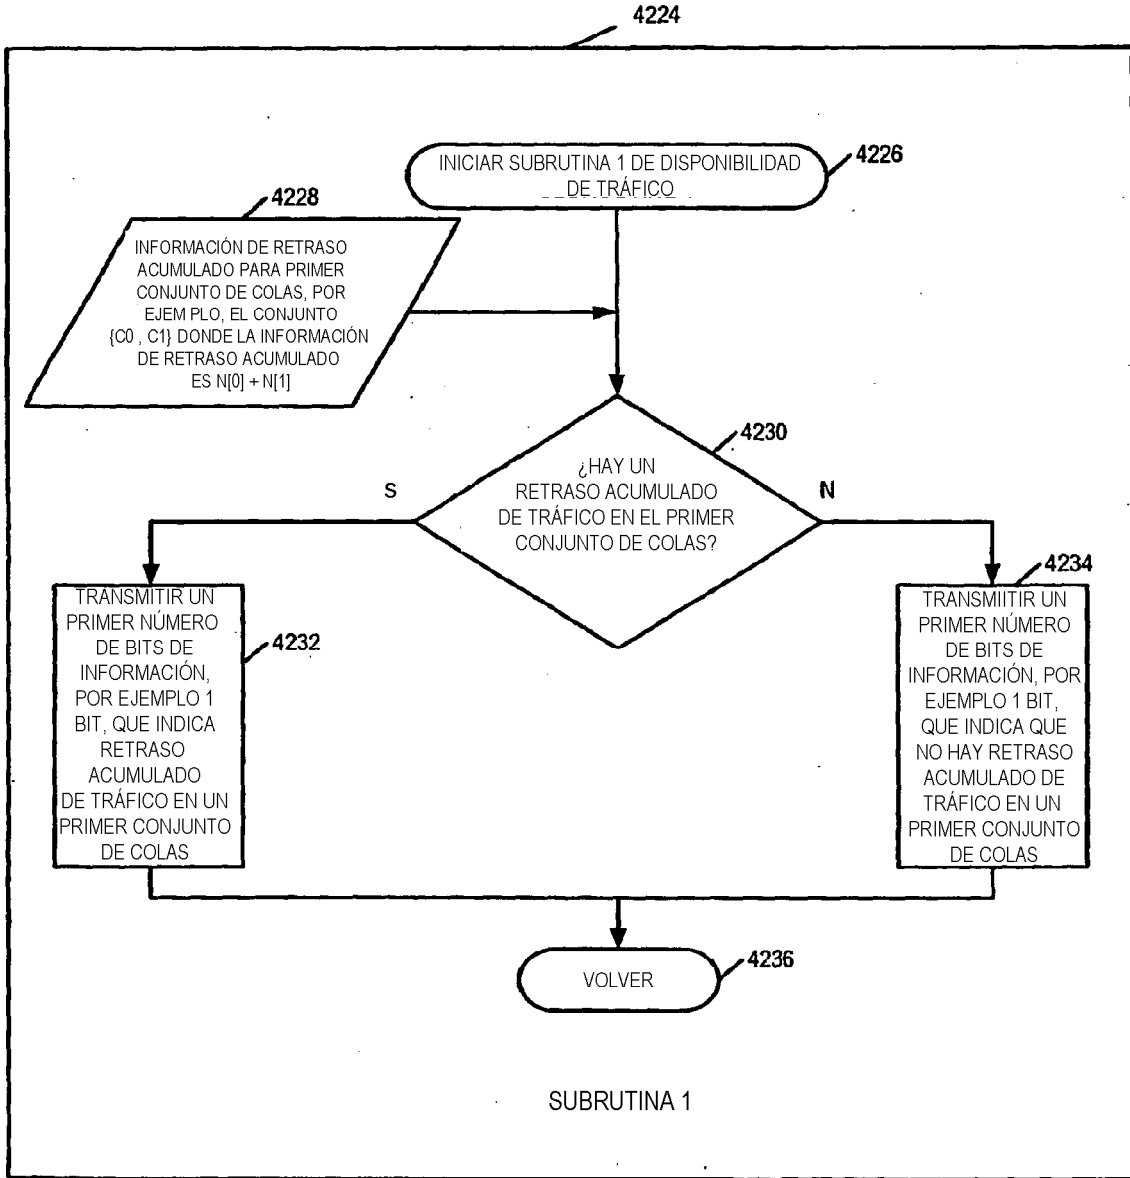 4224
INICIAR SUBRUTINA 1 DE DISPONIBILIDAD
DE TRÁFICO
4226
4228
INFORMACIÓN DE RETRASO
ACUMULADO PARA PRIMER
CONJUNTO DE COLAS, POR
EJEM PLO, EL CONJUNTO
{C0 , C1} DONDE LA INFORMACIÓN
DE RETRASO ACUMULADO
ES N[0] + N[1]
4230
¿HAY UN
RETRASO ACUMULADO
DE TRÁFICO EN EL PRIMER
CONJUNTO DE COLAS?
S
N
4232
TRANSMITIR UN
PRIMER NÚMERO
DE BITS DE
INFORMACIÓN,
POR EJEMPLO 1
BIT, QUE INDICA
RETRASO
ACUMULADO
DE TRÁFICO EN UN
PRIMER CONJUNTO
DE COLAS
4234
TRANSMIITIR UN
PRIMER NÚMERO
DE BITS DE
INFORMACIÓN, POR
EJEMPLO 1 BIT,
QUE INDICA QUE
NO HAY RETRASO
ACUMULADO DE
TRÁFICO EN UN
PRIMER CONJUNTO
DE COLAS
VOLVER
4236
SUBRUTINA 1